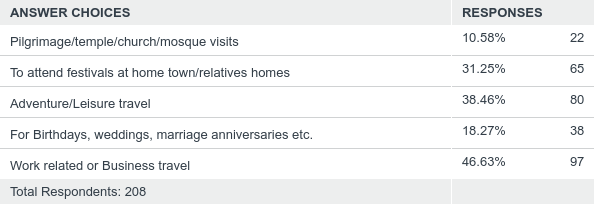 ANSWER CHOICES RESPONSES
Pilgrimage/temple/church/mosque visits 10.58% 22
To attend festivals at home town/relatives homes 31.25% 65
Adventure/Leisure travel 38.46% 80
For Birthdays, weddings, marriage anniversaries etc. 18.27% 38
Work related or Business travel 46.63% 97
Total Respondents: 208